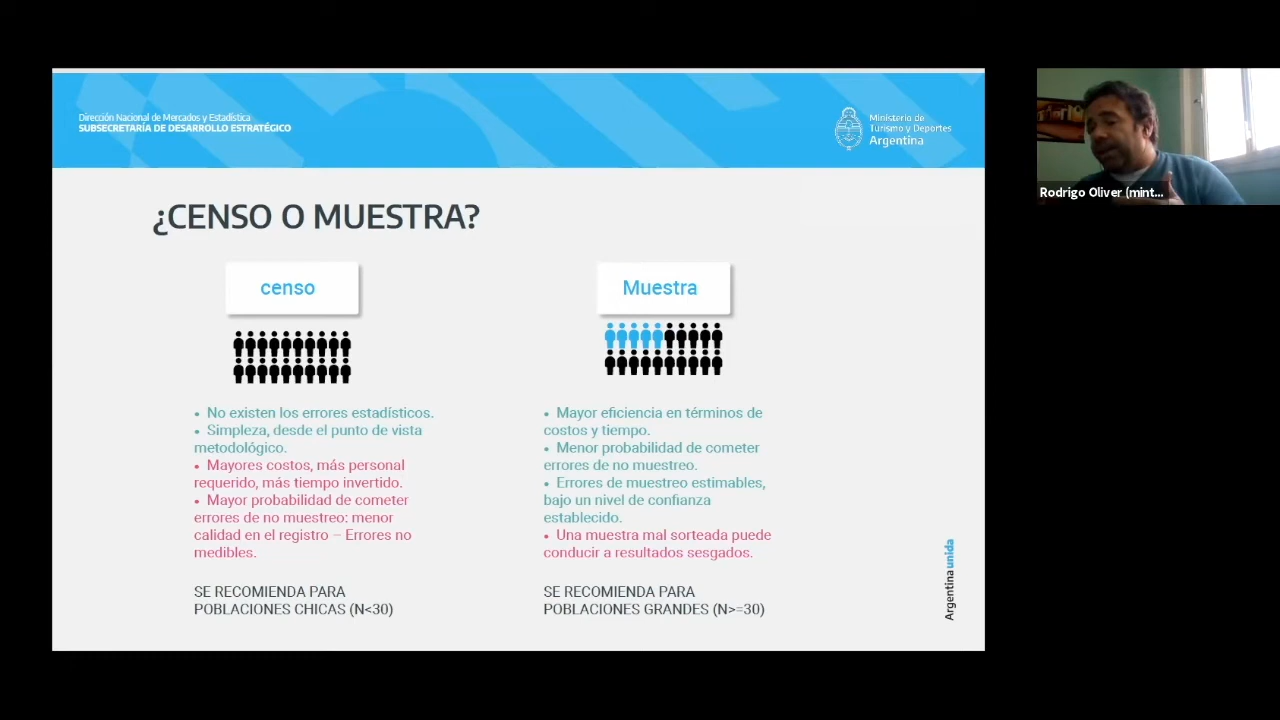 Dirección Nacional de Mercados y Estadística
SUBSECRETARÍA DE DESARROLLO ESTRATÉGICO
Ministerio de
Turismo y Deportes
Argentina
¿CENSO O MUESTRA?
censo
• No existen los errores estadísticos.
• Simpleza, desde el punto de vista
metodológico.
• Mayores costos, más personal
requerido, más tiempo invertido.
• Mayor probabilidad de cometer
errores de no muestreo: menor
calidad en el registro – Errores no
medibles.
SE RECOMIENDA PARA
POBLACIONES CHICAS (N<30)
Muestra
• Mayor eficiencia en términos de
costos y tiempo.
• Menor probabilidad de cometer
errores de no muestreo.
• Errores de muestreo estimables,
bajo un nivel de confianza
establecido.
• Una muestra mal sorteada puede
conducir a resultados sesgados.
SE RECOMIENDA PARA
POBLACIONES GRANDES (N>=30)
Argentina unida
Rodrigo Oliver (mint...